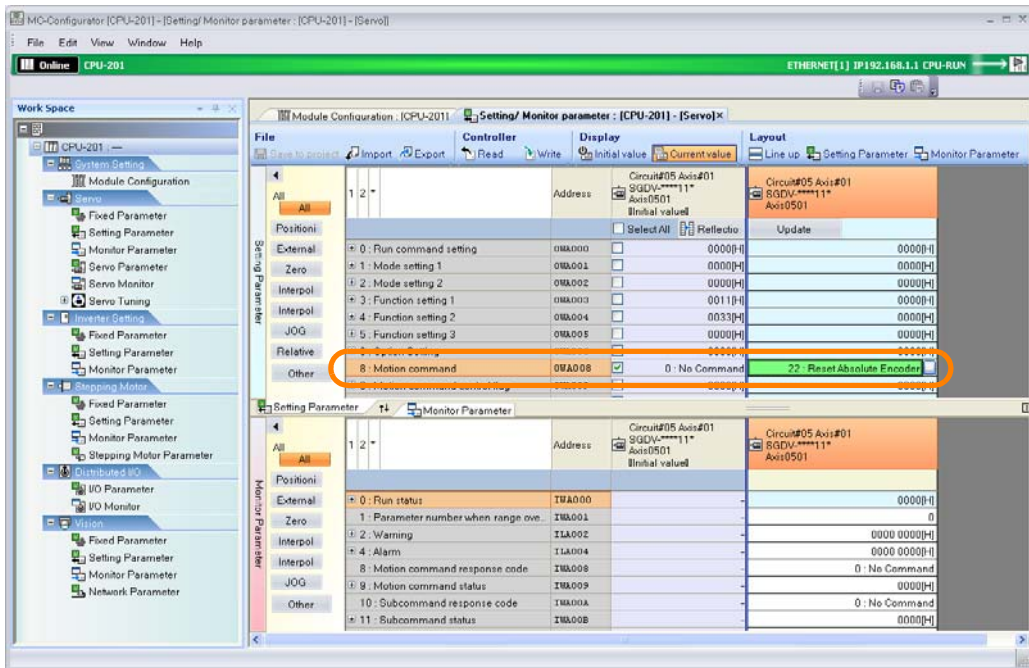 MC-Configurator [CPU-201] - [Setting/ Monitor parameter : [CPU-201] - [Servo]]
File Edit View Window Help
Online CPU-201 ETHERNET[1] IP192.168.1.1 CPU-RUN
Work Space
CPU-201 : ---
System Setting
Module Configuration
Servo
Fixed Parameter
Setting Parameter
Monitor Parameter
Servo Parameter
Servo Monitor
Servo Tuning
Inverter Setting
Fixed Parameter
Setting Parameter
Monitor Parameter
Stepping Motor
Fixed Parameter
Setting Parameter
Monitor Parameter
Stepping Motor Parameter
Distributed I/O
I/O Parameter
I/O Monitor
Vision
Fixed Parameter
Setting Parameter
Monitor Parameter
Network Parameter
Module Configuration : [CPU-201] Setting/ Monitor parameter : [CPU-201] - [Servo]
File Controller Display Layout
Save to project Import Export Read Write Initial value Current value Line up Setting Parameter Monitor Parameter
Setting Parameter
All
All
Positioni
External
Zero
Interpol
Interpol
JOG
Relative
Other
1 2 * Address
Circuit#05 Axis#01
SGDV-****11*
Axis0501
[Initial value]
Circuit#05 Axis#01
SGDV-****11*
Axis0501
Select All Reflectio Update
0 : Run command setting OWA000 0000[H] 0000[H]
1 : Mode setting 1 OWA001 0000[H] 0000[H]
2 : Mode setting 2 OWA002 0000[H] 0000[H]
3 : Function setting 1 OWA003 0011[H] 0000[H]
4 : Function setting 2 OWA004 0033[H] 0000[H]
5 : Function setting 3 OWA005 0000[H] 0000[H]
8 : Motion command OWA008 0 : No Command 22 : Reset Absolute Encoder
Setting Parameter Monitor Parameter
Monitor Parameter
All
All
Positioni
External
Zero
Interpol
Interpol
JOG
Other
1 2 * Address
Circuit#05 Axis#01
SGDV-****11*
Axis0501
[Initial value]
Circuit#05 Axis#01
SGDV-****11*
Axis0501
0 : Run status IWA000 - 0000[H]
1 : Parameter number when range ove.. IWA001 - 0
2 : Warning ILA002 - 0000 0000[H]
4 : Alarm ILA004 - 0000 0000[H]
8 : Motion command response code IWA008 - 0 : No Command
9 : Motion command status IWA009 - 0000[H]
10 : Subcommand response code IWA00A - 0 : No Command
11 : Subcommand status IWA00B - 0000[H]